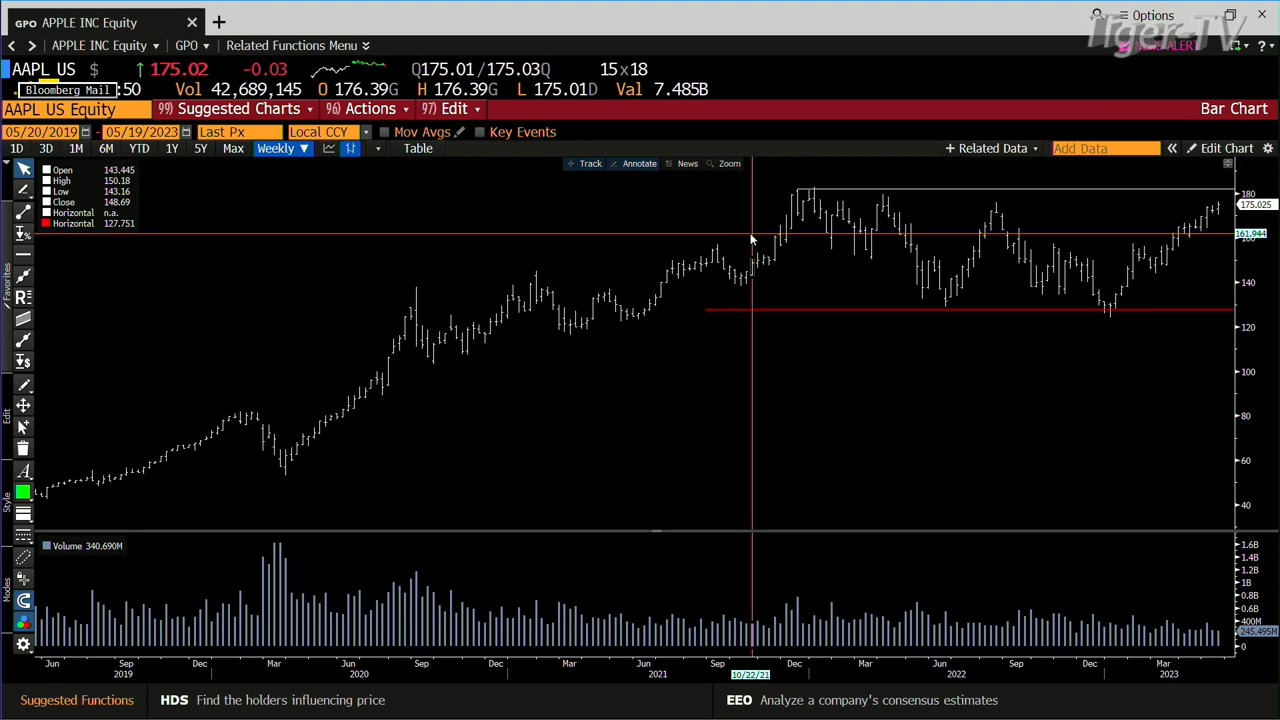 GPO APPLE INC Equity
Options
APPLE INC Equity GPO Related Functions Menu
Tiger-TV
AAPL US $ 175.02 -0.03 Q175.01/175.03Q 15x18
Bloomberg Mail :50 Vol 42,689,145 O 176.39G H 176.39G L 175.01D Val 7.485B
AAPL US Equity 99) Suggested Charts 96) Actions 97) Edit Bar Chart
05/20/2019 - 05/19/2023 Last Px Local CCY Mov Avgs Key Events
1D 3D 1M 6M YTD 1Y 5Y Max Weekly Table + Related Data Add Data Edit Chart
Track Annotate News Zoom
Open 143.445
High 150.18
Low 143.16
Close 148.69
Horizontal n.a.
Horizontal 127.751
180
175.025
161.944
160
140
120
100
80
60
40
Favorites
Edit
Style
Modes
Volume 340.690M
1.6B
1.4B
1.2B
1B
0.8B
0.6B
400M
245.495M
0
Jun Sep Dec Mar Jun Sep Dec Mar Jun Sep Dec Mar Jun Sep Dec Mar
2019 2020 2021 10/22/21 2022 2023
Suggested Functions HDS Find the holders influencing price EEO Analyze a company's consensus estimates